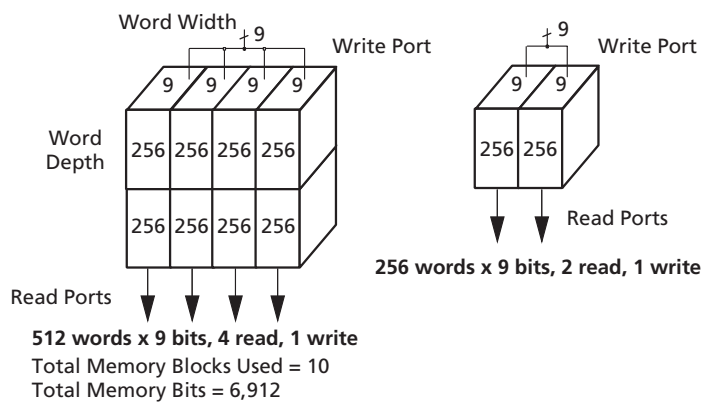 Word Width
9
Write Port
9 9 9 9
Word
Depth
256 256 256 256
256 256 256 256
Read Ports
512 words x 9 bits, 4 read, 1 write
Total Memory Blocks Used = 10
Total Memory Bits = 6,912
9
Write Port
9 9
256 256
Read Ports
256 words x 9 bits, 2 read, 1 write